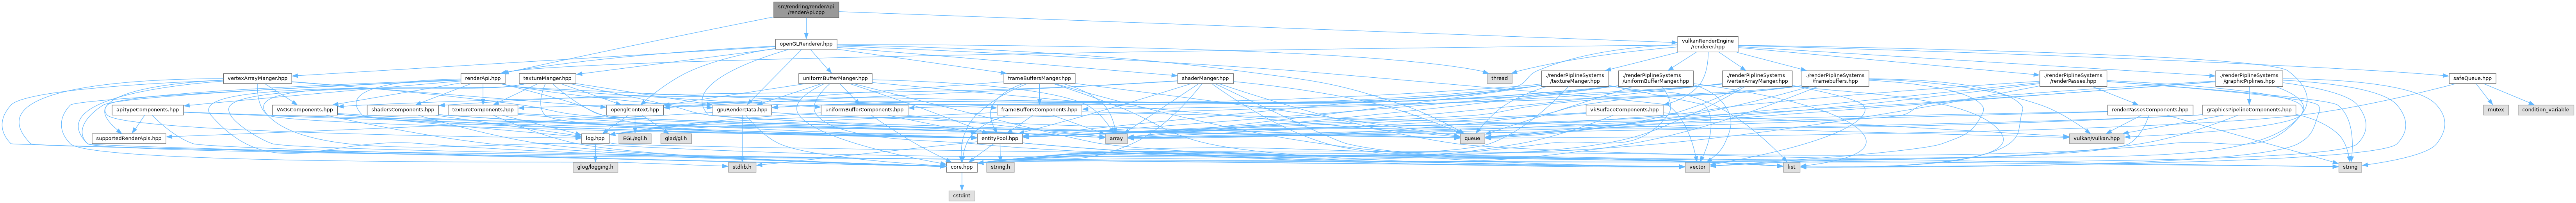 src/rendring/renderApi
/renderApi.cpp
openGLRenderer.hpp
vulkanRenderEngine
/renderer.hpp
vertexArrayManger.hpp
renderApi.hpp
textureManger.hpp
uniformBufferManger.hpp
frameBuffersManger.hpp
shaderManger.hpp
thread
./renderPiplineSystems
/textureManger.hpp
./renderPiplineSystems
/uniformBufferManger.hpp
./renderPiplineSystems
/vertexArrayManger.hpp
./renderPiplineSystems
/framebuffers.hpp
./renderPiplineSystems
/renderPasses.hpp
./renderPiplineSystems
/graphicPiplines.hpp
safeQueue.hpp
apiTypeComponents.hpp
VAOsComponents.hpp
shadersComponents.hpp
textureComponents.hpp
openglContext.hpp
gpuRenderData.hpp
uniformBufferComponents.hpp
frameBuffersComponents.hpp
vkSurfaceComponents.hpp
renderPassesComponents.hpp
graphicsPipelineComponents.hpp
mutex
condition_variable
supportedRenderApis.hpp
log.hpp
EGL/egl.h
glad/gl.h
entityPool.hpp
array
queue
vulkan/vulkan.hpp
glog/logging.h
stdlib.h
core.hpp
string.h
vector
list
string
cstdint